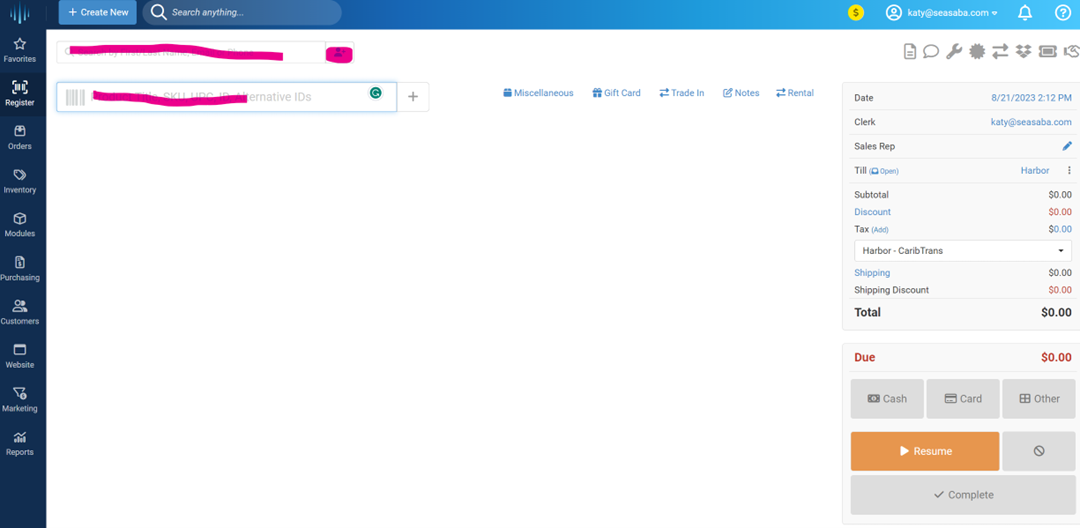 Create New
Search anything...
katy@seasaba.com
Favorites
Register
Orders
Inventory
Modules
Purchasing
Customers
Website
Marketing
Reports
SKU, UPC, ID, Alternative IDs
Miscellaneous
Gift Card
Trade In
Notes
Rental
Date 8/21/2023 2:12 PM
Clerk katy@seasaba.com
Sales Rep
Till (Open) Harbor
Subtotal $0.00
Discount $0.00
Tax (Add) $0.00
Harbor - CaribTrans
Shipping $0.00
Shipping Discount $0.00
Total $0.00
Due $0.00
Cash Card Other
Resume
Complete